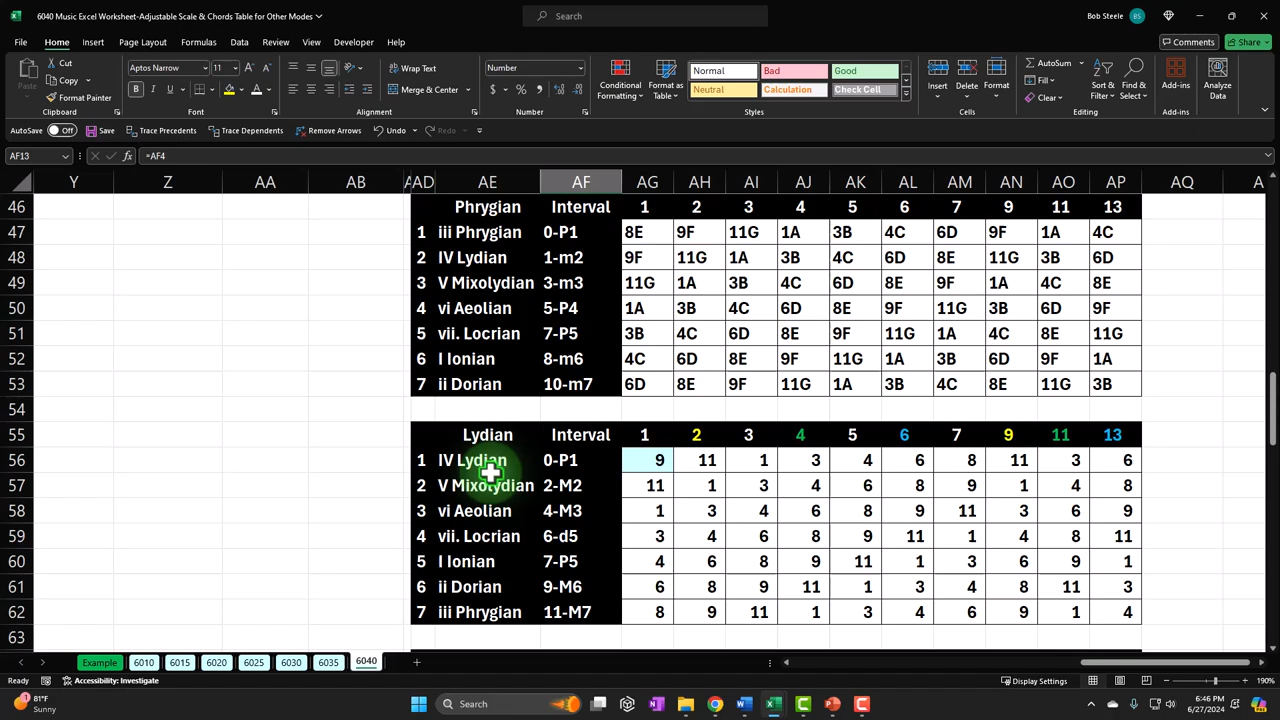 6040 Music Excel Worksheet-Adjustable Scale & Chords Table for Other Modes
Search
Bob Steele
BS
File Home Insert Page Layout Formulas Data Review View Developer Help
Comments Share
Paste
Cut
Copy
Format Painter
Clipboard
Aptos Narrow 11
B I U
Font
Wrap Text
Merge & Center
Alignment
Number
$ % 9
Number
Conditional Formatting
Format as Table
Normal Bad Good
Neutral Calculation Check Cell
Styles
Insert Delete Format
Cells
AutoSum
Fill
Clear
Sort & Filter
Find & Select
Editing
Add-ins
Add-ins
Analyze Data
AutoSave Off Save Trace Precedents Trace Dependents Remove Arrows Undo Redo
AF13 fx =AF4
Y Z AA AB A AD AE AF AG AH AI AJ AK AL AM AN AO AP AQ A
46 Phrygian Interval 1 2 3 4 5 6 7 9 11 13
47 1 iii Phrygian 0-P1 8E 9F 11G 1A 3B 4C 6D 9F 1A 4C
48 2 IV Lydian 1-m2 9F 11G 1A 3B 4C 6D 8E 11G 3B 6D
49 3 V Mixolydian 3-m3 11G 1A 3B 4C 6D 8E 9F 1A 4C 8E
50 4 vi Aeolian 5-P4 1A 3B 4C 6D 8E 9F 11G 3B 6D 9F
51 5 vii. Locrian 7-P5 3B 4C 6D 8E 9F 11G 1A 4C 8E 11G
52 6 I Ionian 8-m6 4C 6D 8E 9F 11G 1A 3B 6D 9F 1A
53 7 ii Dorian 10-m7 6D 8E 9F 11G 1A 3B 4C 8E 11G 3B
54
55 Lydian Interval 1 2 3 4 5 6 7 9 11 13
56 1 IV Lydian 0-P1 9 11 1 3 4 6 8 11 3 6
57 2 V Mixolydian 2-M2 11 1 3 4 6 8 9 1 4 8
58 3 vi Aeolian 4-M3 1 3 4 6 8 9 11 3 6 9
59 4 vii. Locrian 6-d5 3 4 6 8 9 11 1 4 8 11
60 5 I Ionian 7-P5 4 6 8 9 11 1 3 6 9 1
61 6 ii Dorian 9-M6 6 8 9 11 1 3 4 8 11 3
62 7 iii Phrygian 11-M7 8 9 11 1 3 4 6 9 1 4
63
Example 6010 6015 6020 6025 6030 6035 6040
Ready Accessibility: Investigate Display Settings 190%
1
81°F
Sunny
Search
6:46 PM
6/27/2024